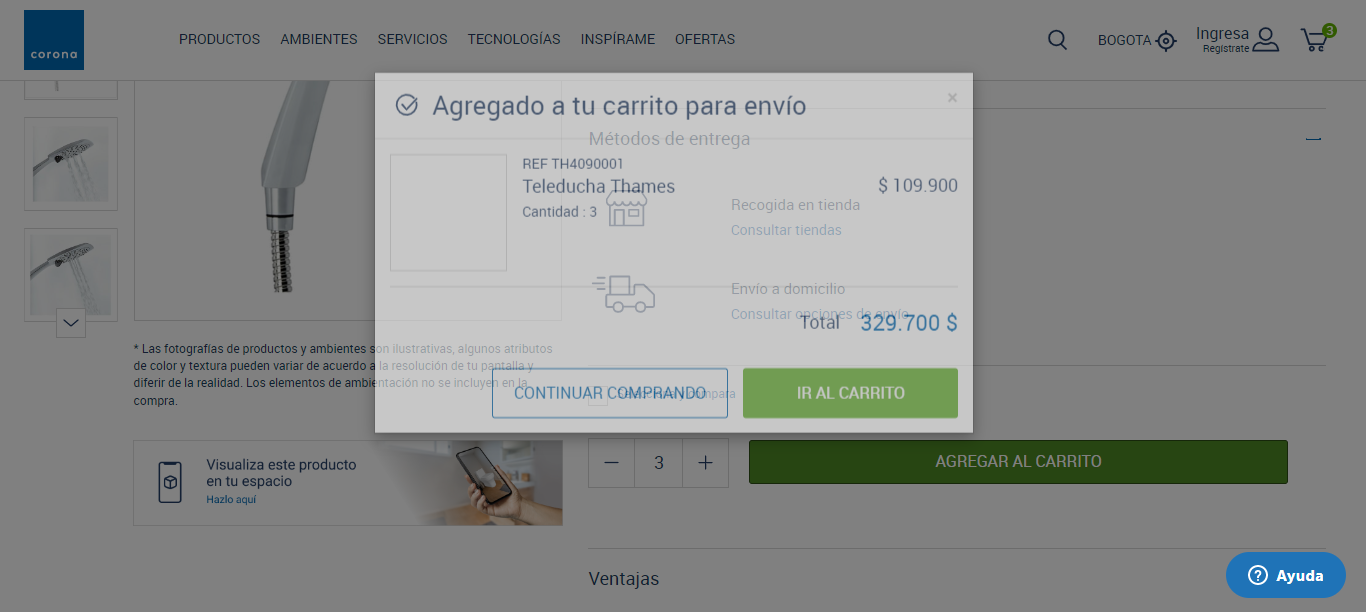 corona
PRODUCTOS AMBIENTES SERVICIOS TECNOLOGÍAS INSPÍRAME OFERTAS
BOGOTA
Ingresa
Regístrate
3
Agregado a tu carrito para envío
×
Métodos de entrega
REF TH4090001
Teleducha Thames
$ 109.900
Cantidad : 3
Recogida en tienda
Consultar tiendas
Envío a domicilio
Consultar opciones de envío
Total 329.700 $
* Las fotografías de productos y ambientes son ilustrativas, algunos atributos
de color y textura pueden variar de acuerdo a la resolución de tu pantalla y
diferir de la realidad. Los elementos de ambientación no se incluyen en la
compra.
CONTINUAR COMPRANDO
y compara
IR AL CARRITO
Visualiza este producto
en tu espacio
Hazlo aquí
3
AGREGAR AL CARRITO
Ventajas
Ayuda